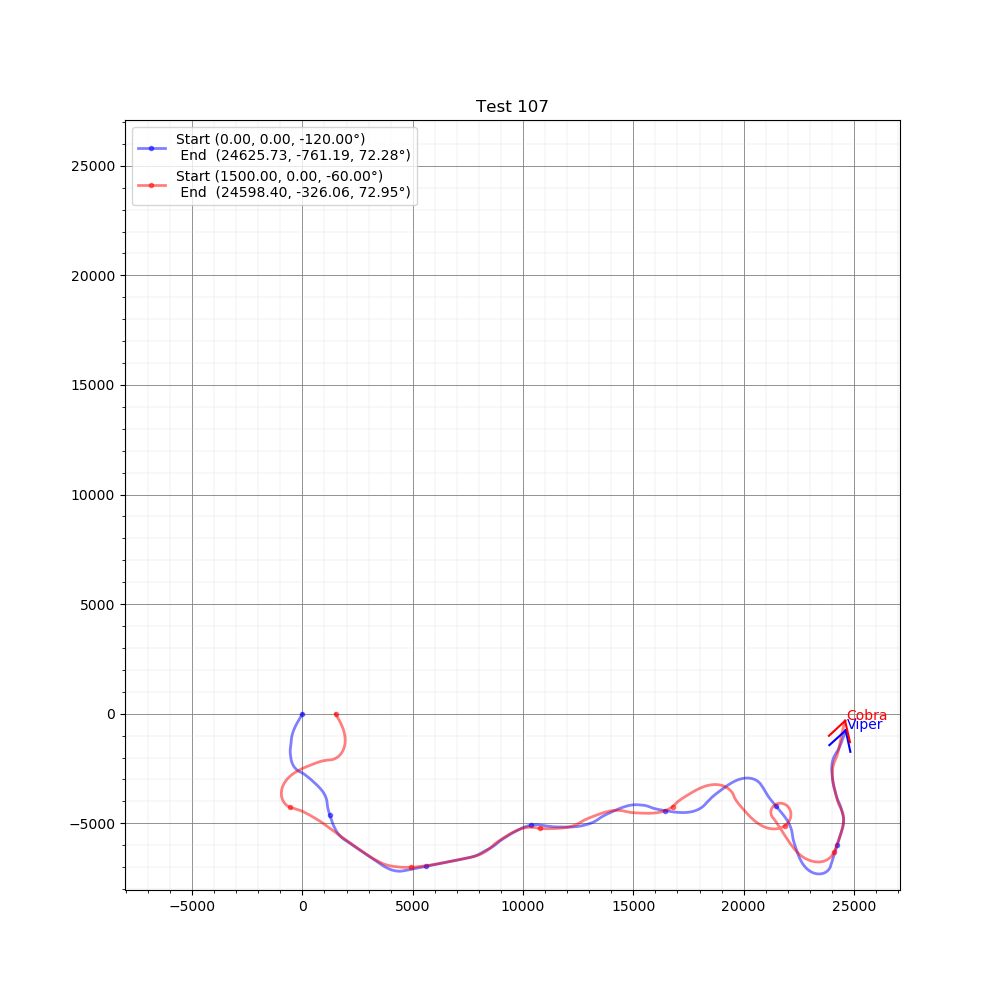 Test 107
Start (0.00, 0.00, -120.00°)
End  (24625.73, -761.19, 72.28°)
Start (1500.00, 0.00, -60.00°)
End  (24598.40, -326.06, 72.95°)
25000
20000
15000
10000
5000
0
−5000
Cobra
Viper
−5000
0
5000
10000
15000
20000
25000